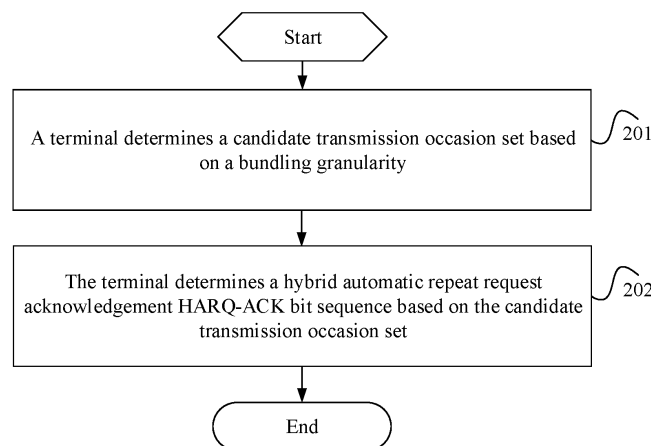 Start
A terminal determines a candidate transmission occasion set based
on a bundling granularity
201
The terminal determines a hybrid automatic repeat request
acknowledgement HARQ-ACK bit sequence based on the candidate
transmission occasion set
202
End